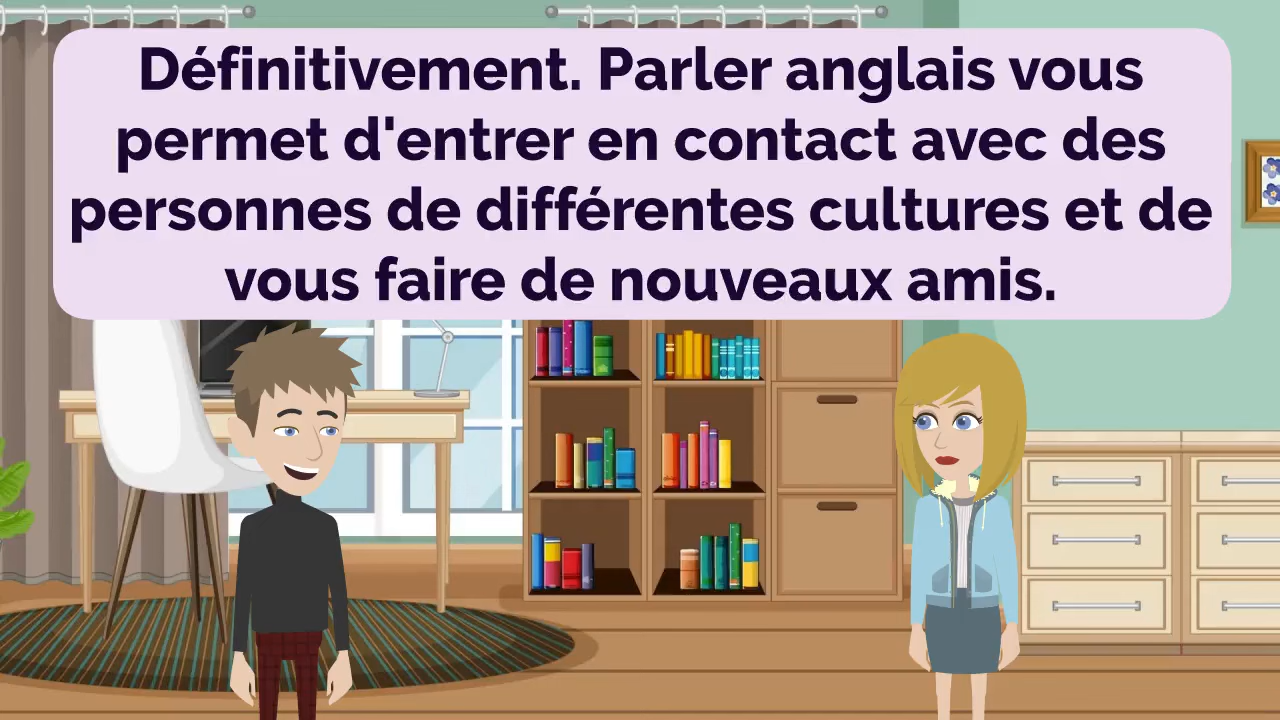 Définitivement. Parler anglais vous
permet d'entrer en contact avec des
personnes de différentes cultures et de
vous faire de nouveaux amis.